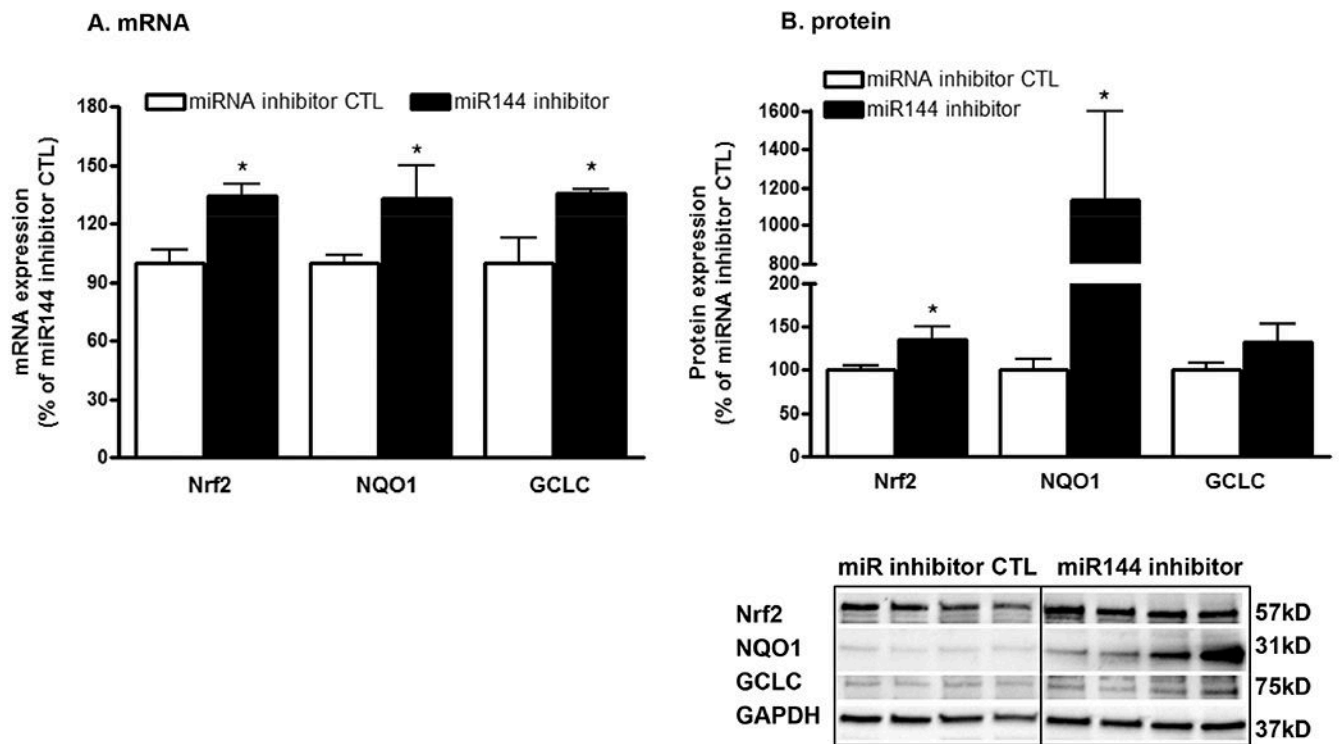 A. mRNA
miRNA inhibitor CTL miR144 inhibitor
mRNA expression
(% of miR144 inhibitor CTL)
180
150
120
90
60
30
0
Nrf2 NQO1 GCLC
* * *
B. protein
miRNA inhibitor CTL
miR144 inhibitor
Protein expression
(% of miRNA inhibitor CTL)
1600
1400
1200
1000
800
200
150
100
50
0
* *
Nrf2 NQO1 GCLC
miR inhibitor CTL miR144 inhibitor
Nrf2 57kD
NQO1 31kD
GCLC 75kD
GAPDH 37kD